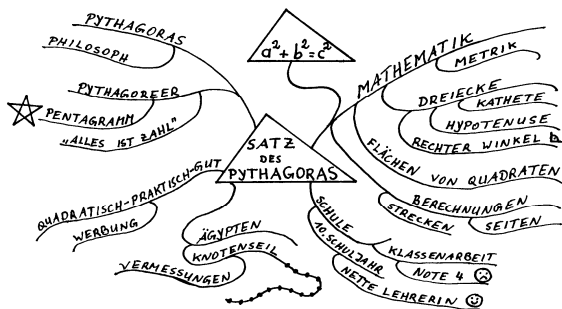 PYTHAGORAS
PHILOSOPH
PYTHAGOREER
PENTAGRAMM
„ALLES IST ZAHL"
QUADRATISCH-PRAKTISCH-GUT
WERBUNG
ÄGYPTEN
KNOTENSEIL
VERMESSUNGEN
a² + b² = c²
SATZ
DES
PYTHAGORAS
MATHEMATIK
METRIK
DREIECKE
KATHETE
HYPOTENUSE
RECHTER WINKEL
FLÄCHEN VON QUADRATEN
BERECHNUNGEN
STRECKEN
SEITEN
SCHULE
10. SCHULJAHR
KLASSENARBEIT
NOTE 4
NETTE LEHRERIN